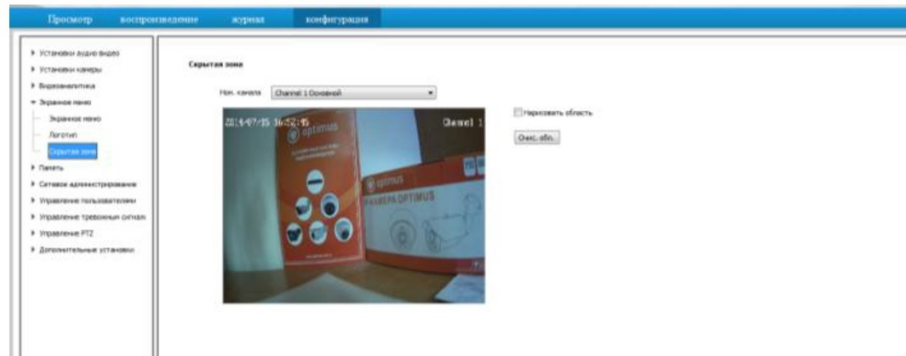 Просмотр воспроизведение журнал конфигурация
Установки аудио видео
Установки камеры
Видеоаналитика
Экранное меню
Экранное меню
Логотип
Скрытая зона
Память
Сетевое администрирование
Управление пользователями
Управление тревожным сигнал
Управление PTZ
Дополнительные установки
Скрытая зона
Ном. канала Channel 1 Основной
2014-07-15 16:52:45 Channel 1
optimus
optimus
КАМЕРА OPTIMUS
Нарисовать область
Очис. обл.